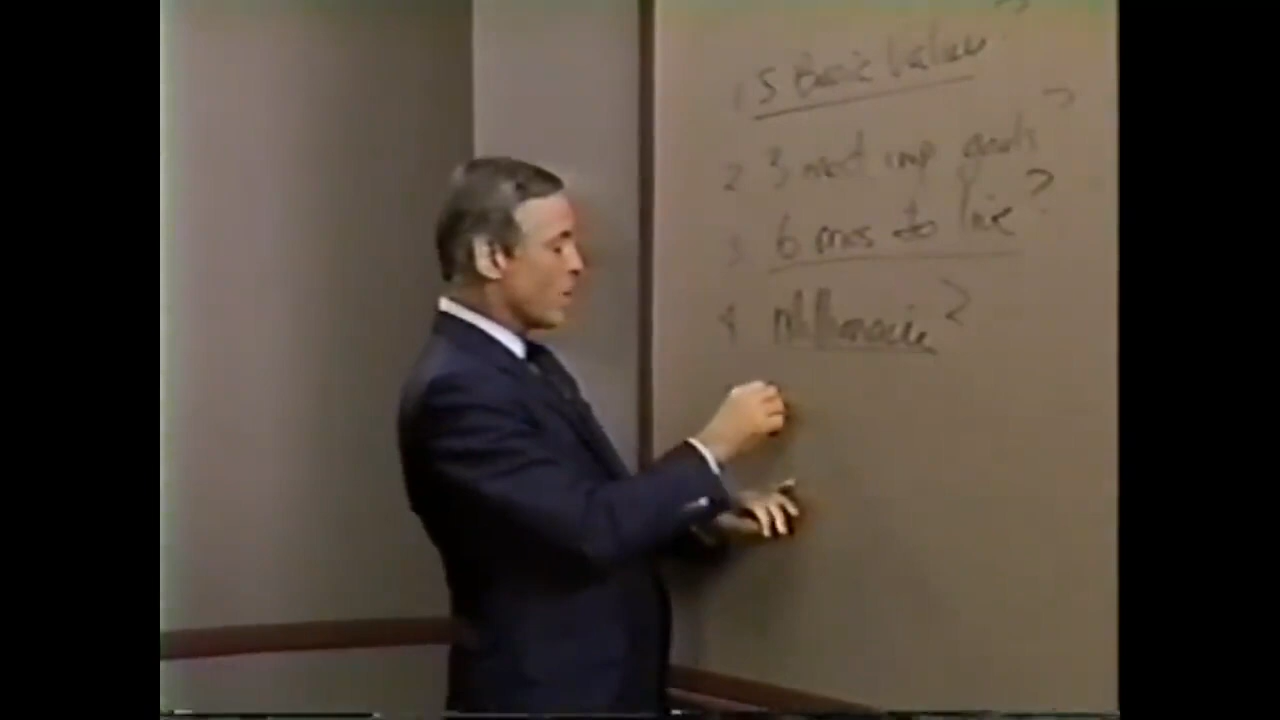 1 5 Basic Values?
2 3 most imp goals?
3 6 mos to live?
4 Millionaire?